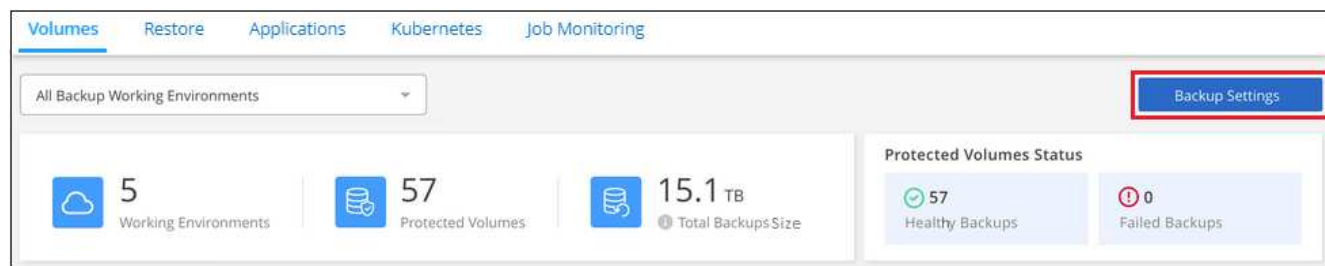 Volumes Restore Applications Kubernetes Job Monitoring
All Backup Working Environments
Backup Settings
5
Working Environments
57
Protected Volumes
15.1 TB
Total Backups Size
Protected Volumes Status
57
Healthy Backups
0
Failed Backups